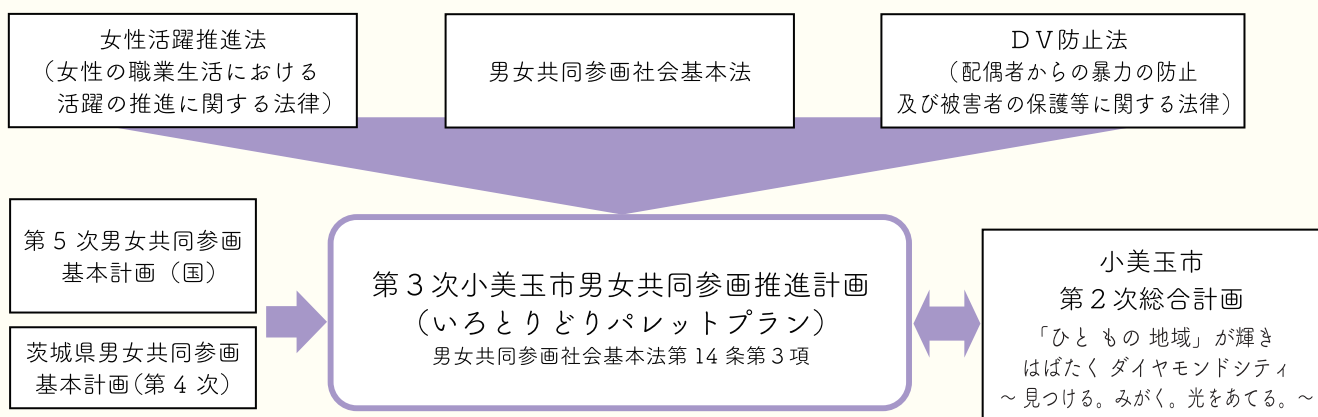 女性活躍推進法
（女性の職業生活における
活躍の推進に関する法律）
男女共同参画社会基本法
ＤＶ防止法
（配偶者からの暴力の防止
及び被害者の保護等に関する法律）
第５次男女共同参画
基本計画（国）
茨城県男女共同参画
基本計画（第４次）
第３次小美玉市男女共同参画推進計画
（いろとりどりパレットプラン）
男女共同参画社会基本法第14条第３項
小美玉市
第２次総合計画
「ひと もの 地域」が輝き
はばたく ダイヤモンドシティ
～ 見つける。みがく。光をあてる。～